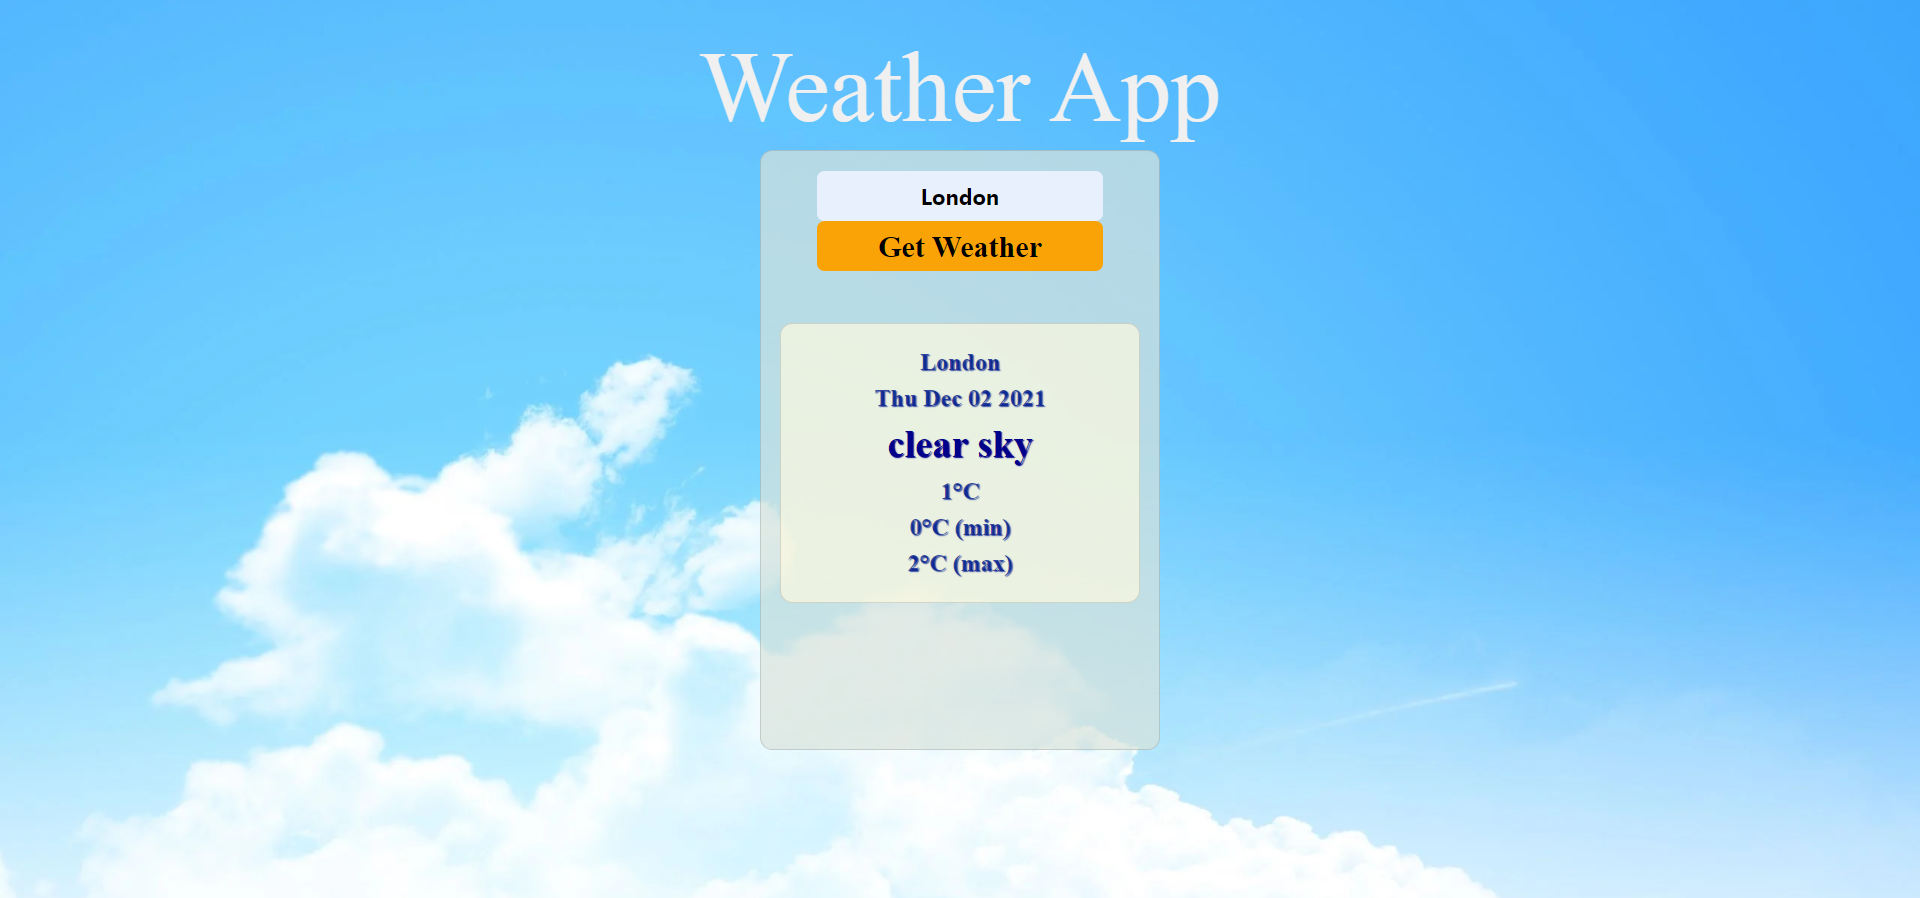 Weather App
London
Get Weather
London
Thu Dec 02 2021
clear sky
1°C
0°C (min)
2°C (max)